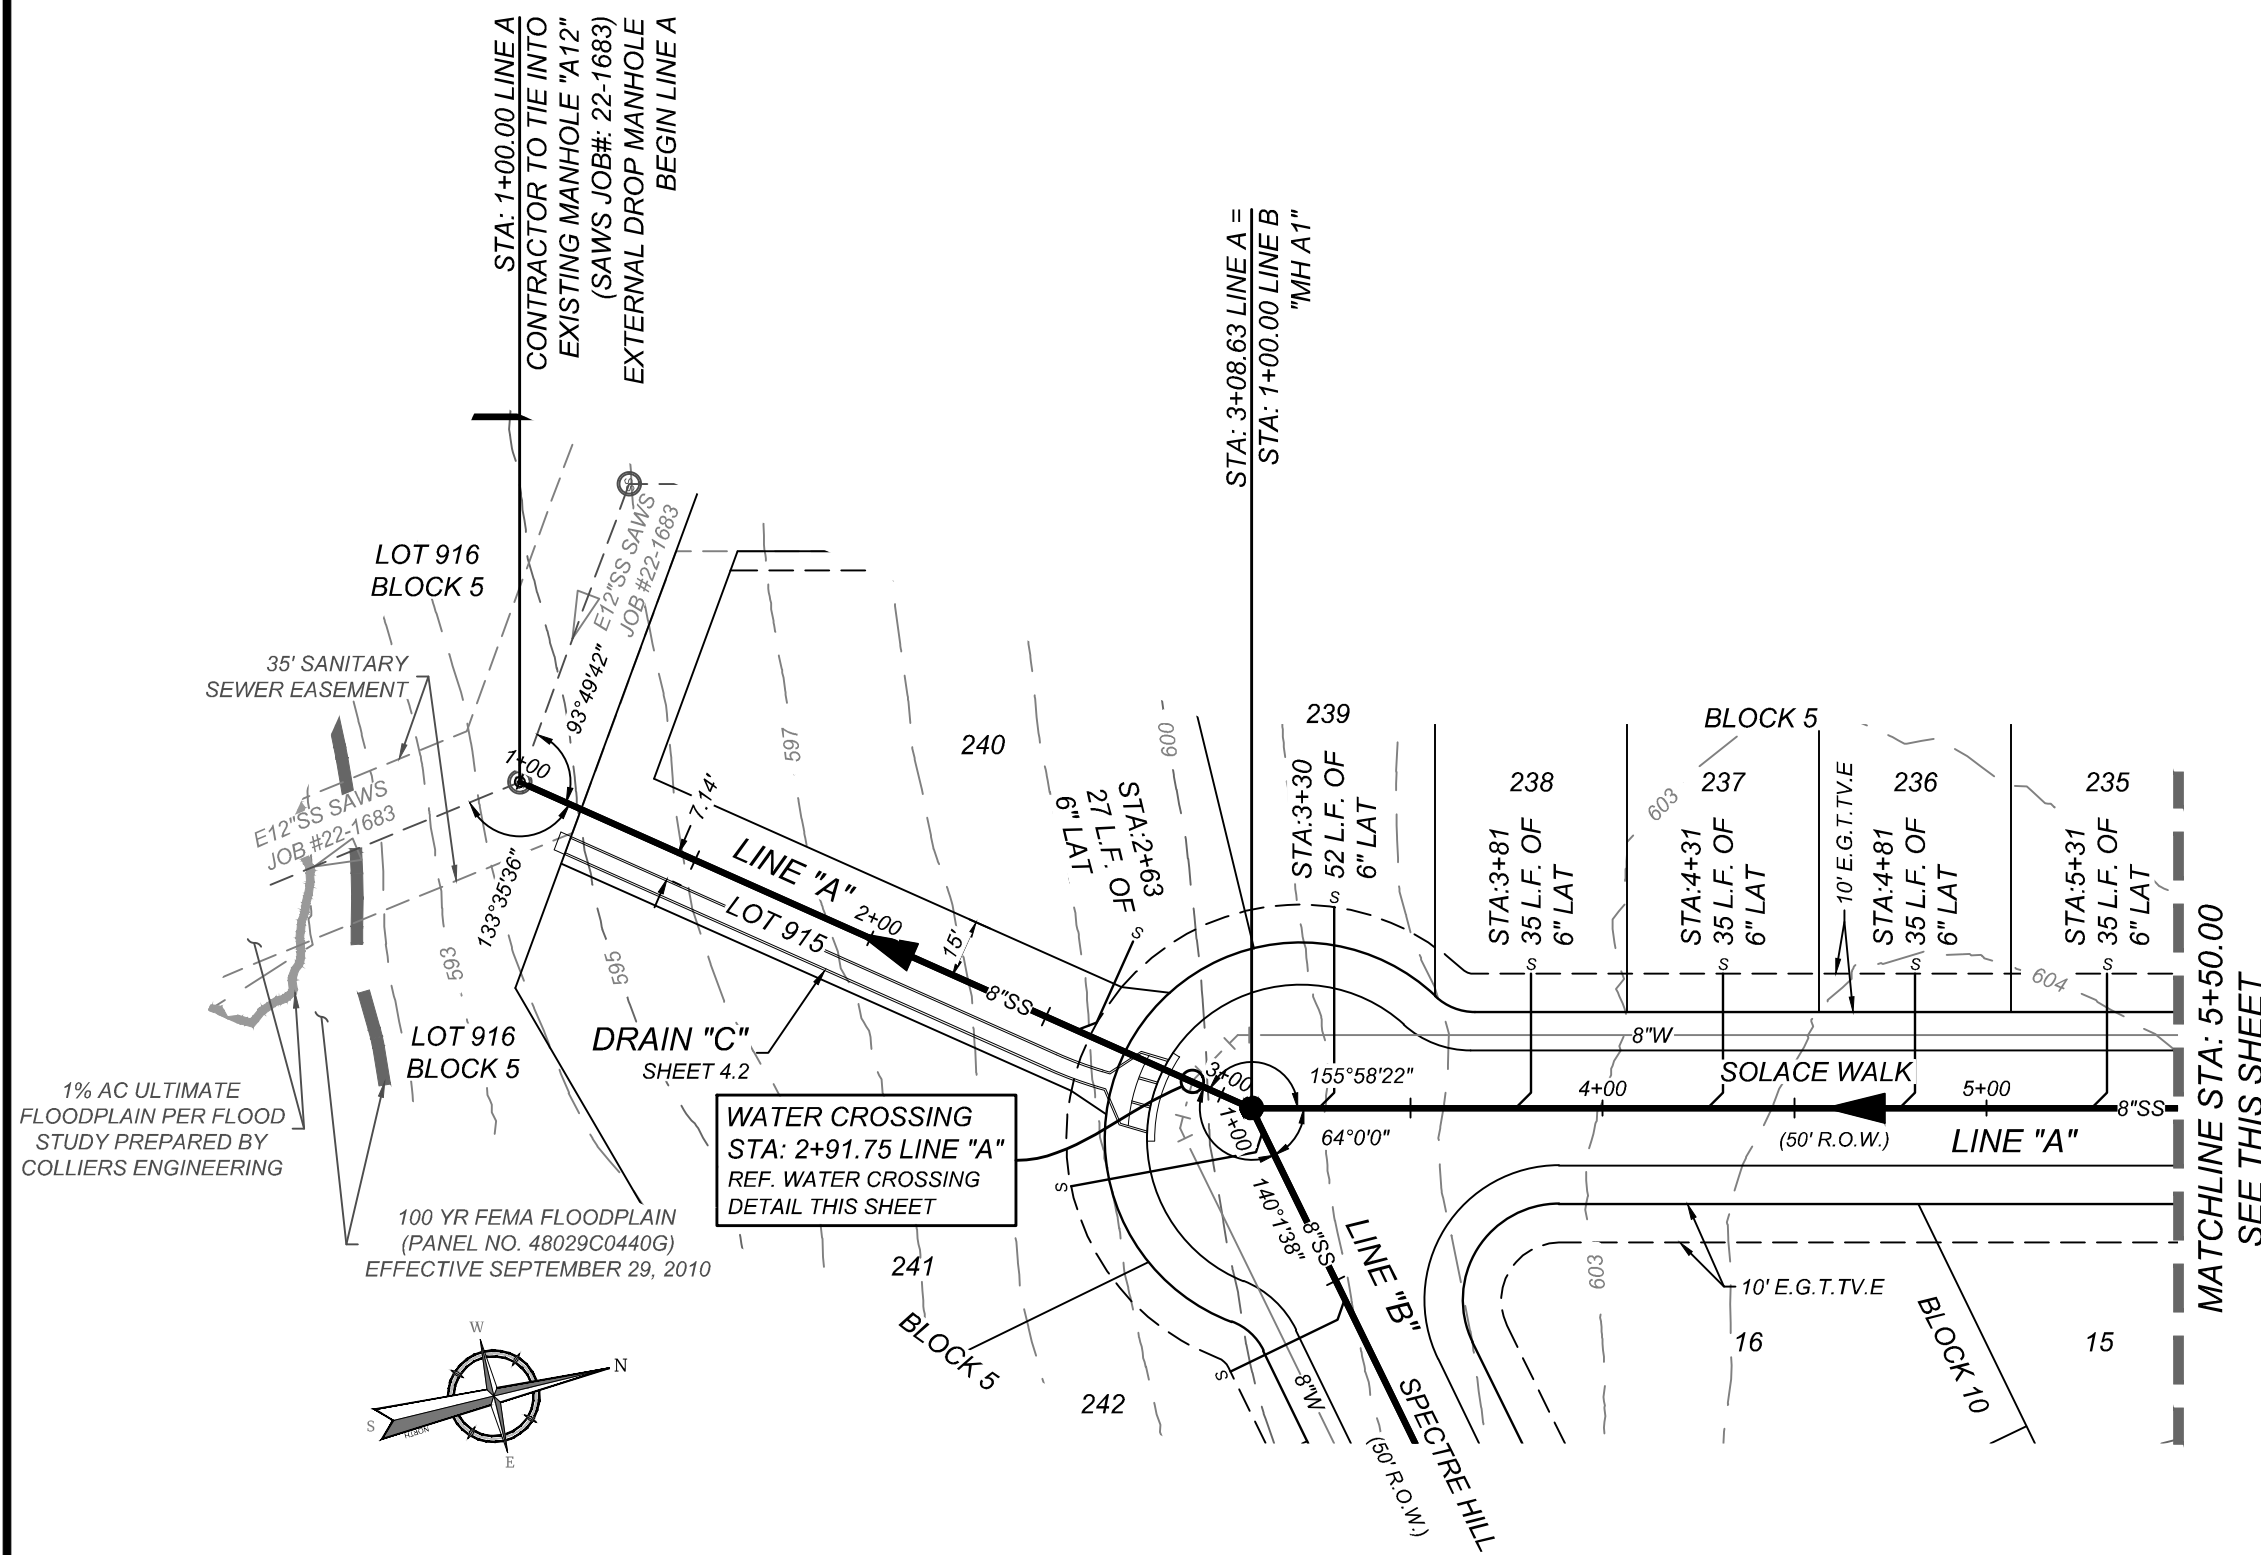 STA: 1+00.00 LINE A
CONTRACTOR TO TIE INTO
EXISTING MANHOLE "A12"
(SAWS JOB#: 22-1683)
EXTERNAL DROP MANHOLE
BEGIN LINE A
STA: 3+08.63 LINE A =
STA: 1+00.00 LINE B
"MH A1"
LOT 916
BLOCK 5
E12"SS SAWS
JOB #22-1683
35' SANITARY
SEWER EASEMENT
93°49'42"
1+00
E12"SS SAWS
JOB #22-1683
133°35'36"
593
595
597
600
7.14'
LINE "A"
LOT 915
2+00
15'
8"SS
240
STA:2+63
27 L.F. OF
6" LAT
S
239
STA:3+30
52 L.F. OF
6" LAT
S
238
STA:3+81
35 L.F. OF
6" LAT
S
BLOCK 5
603
237
STA:4+31
35 L.F. OF
6" LAT
S
10' E.G.T.TV.E
236
STA:4+81
35 L.F. OF
6" LAT
S
235
STA:5+31
35 L.F. OF
6" LAT
S
604
8"W
SOLACE WALK
3+00
155°58'22"
4+00
5+00
8"SS
1+00
64°0'0"
(50' R.O.W.)
LINE "A"
MATCHLINE STA: 5+50.00
SEE THIS SHEET
LOT 916
BLOCK 5
DRAIN "C"
SHEET 4.2
1% AC ULTIMATE
FLOODPLAIN PER FLOOD
STUDY PREPARED BY
COLLIERS ENGINEERING
WATER CROSSING
STA: 2+91.75 LINE "A"
REF. WATER CROSSING
DETAIL THIS SHEET
100 YR FEMA FLOODPLAIN
(PANEL NO. 48029C0440G)
EFFECTIVE SEPTEMBER 29, 2010
S
140°1'38"
8"SS
LINE "B"
603
10' E.G.T.TV.E
241
BLOCK 5
S
8"W
242
SPECTRE HILL
(50' R.O.W.)
16
BLOCK 10
15
W
N
S
E
NORTH